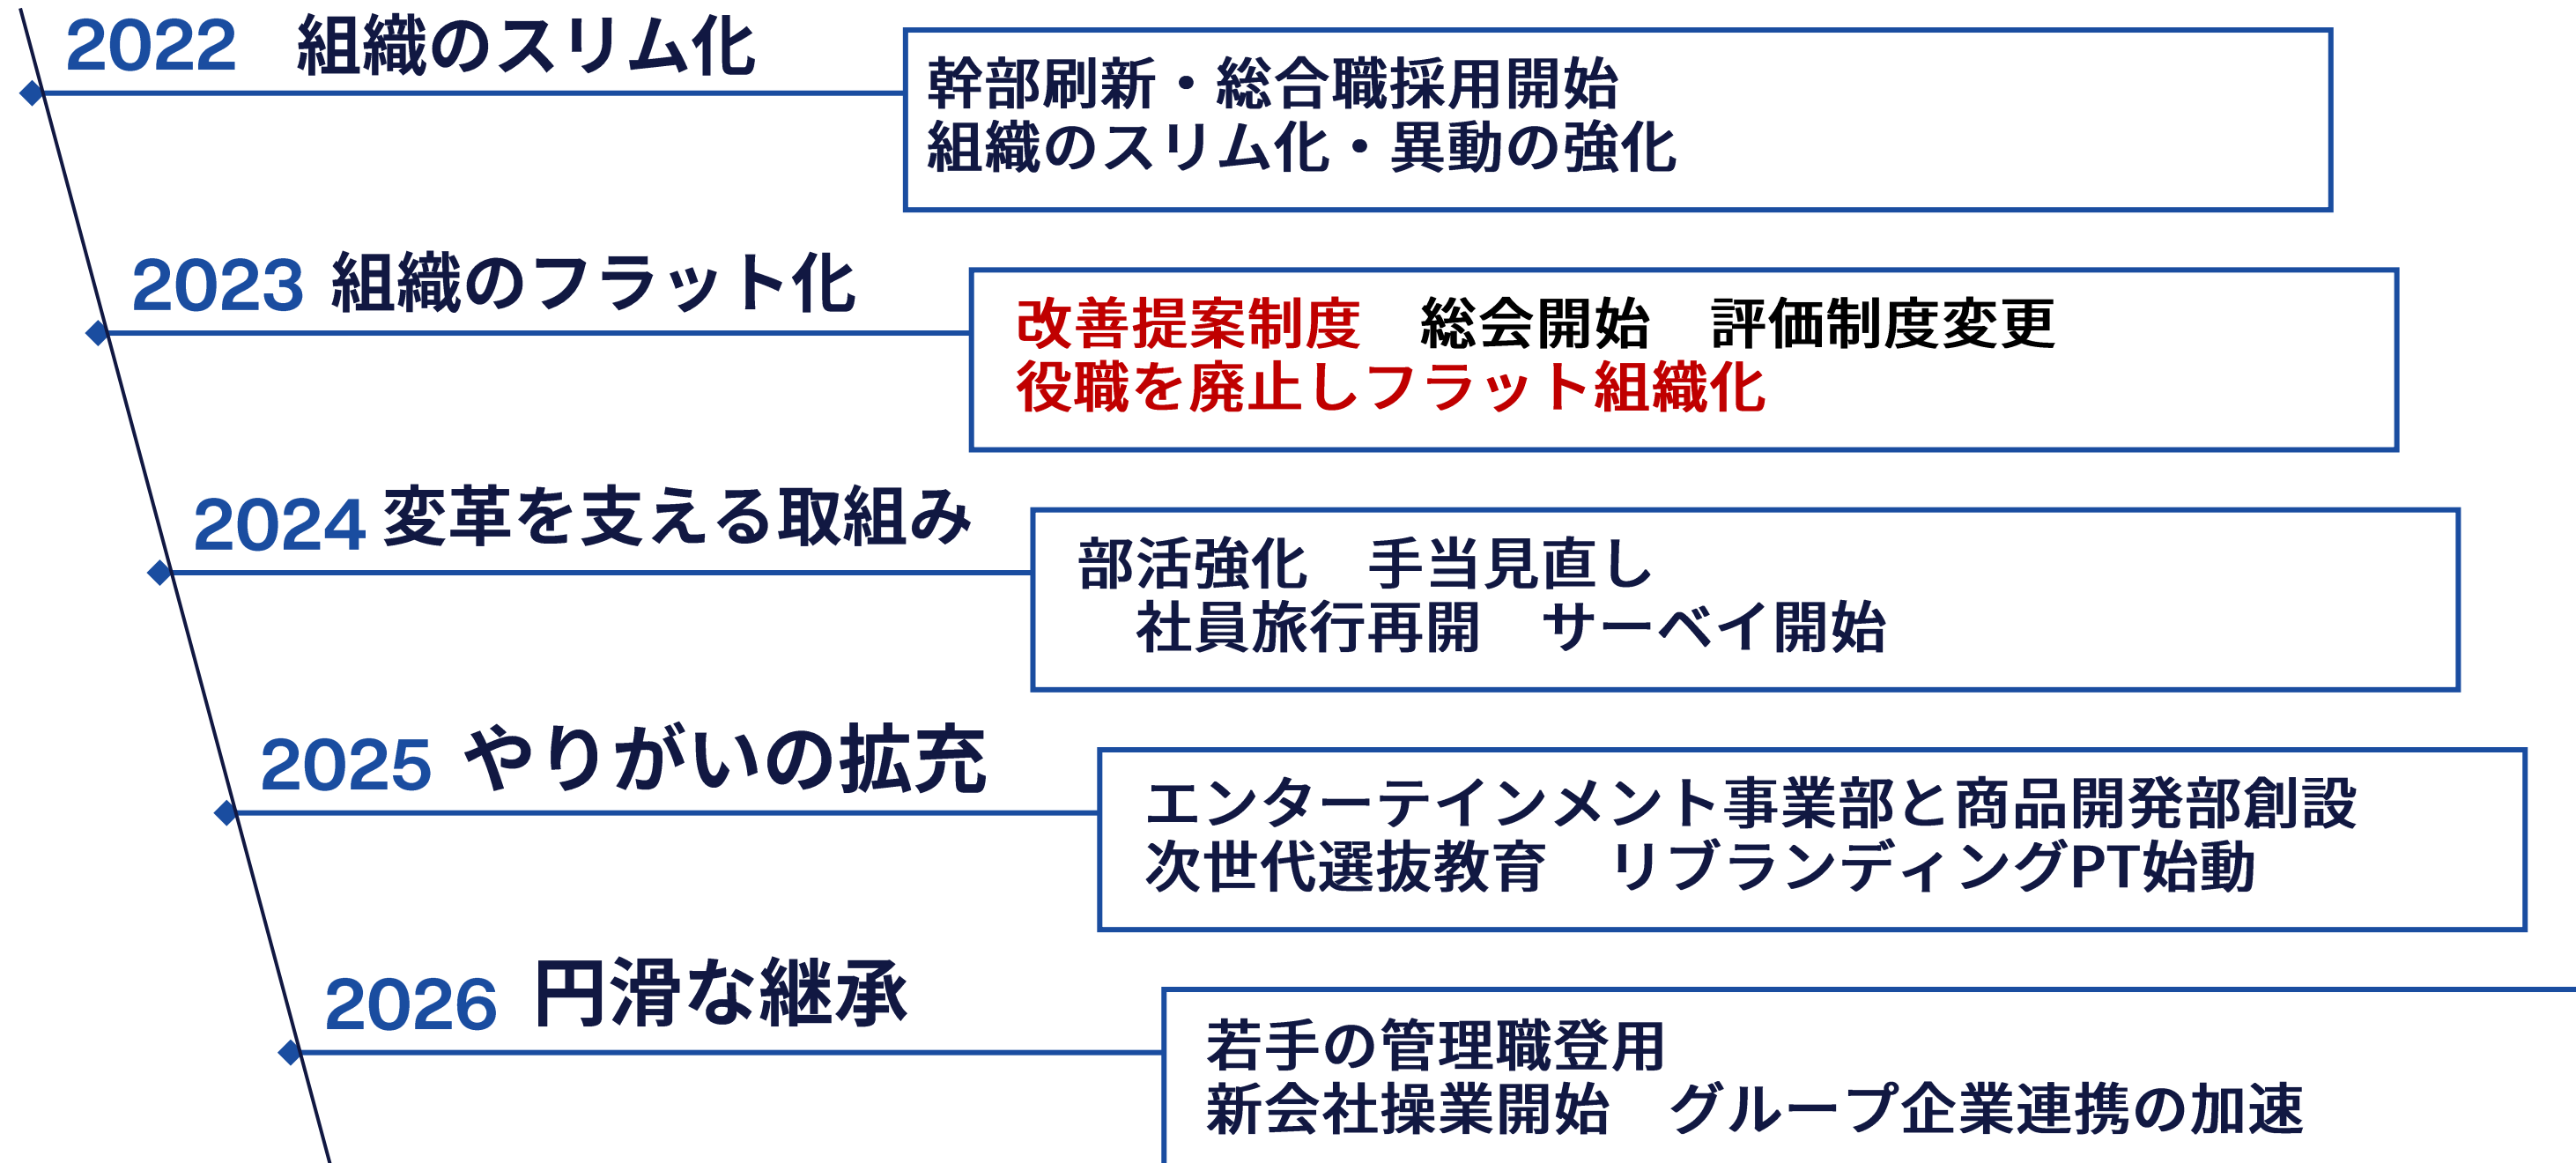 2022 組織のスリム化
幹部刷新・総合職採用開始
組織のスリム化・異動の強化
2023 組織のフラット化
改善提案制度　総会開始　評価制度変更
役職を廃止しフラット組織化
2024 変革を支える取組み
部活強化　手当見直し
社員旅行再開　サーベイ開始
2025 やりがいの拡充
エンターテインメント事業部と商品開発部創設
次世代選抜教育　リブランディングPT始動
2026 円滑な継承
若手の管理職登用
新会社操業開始　グループ企業連携の加速